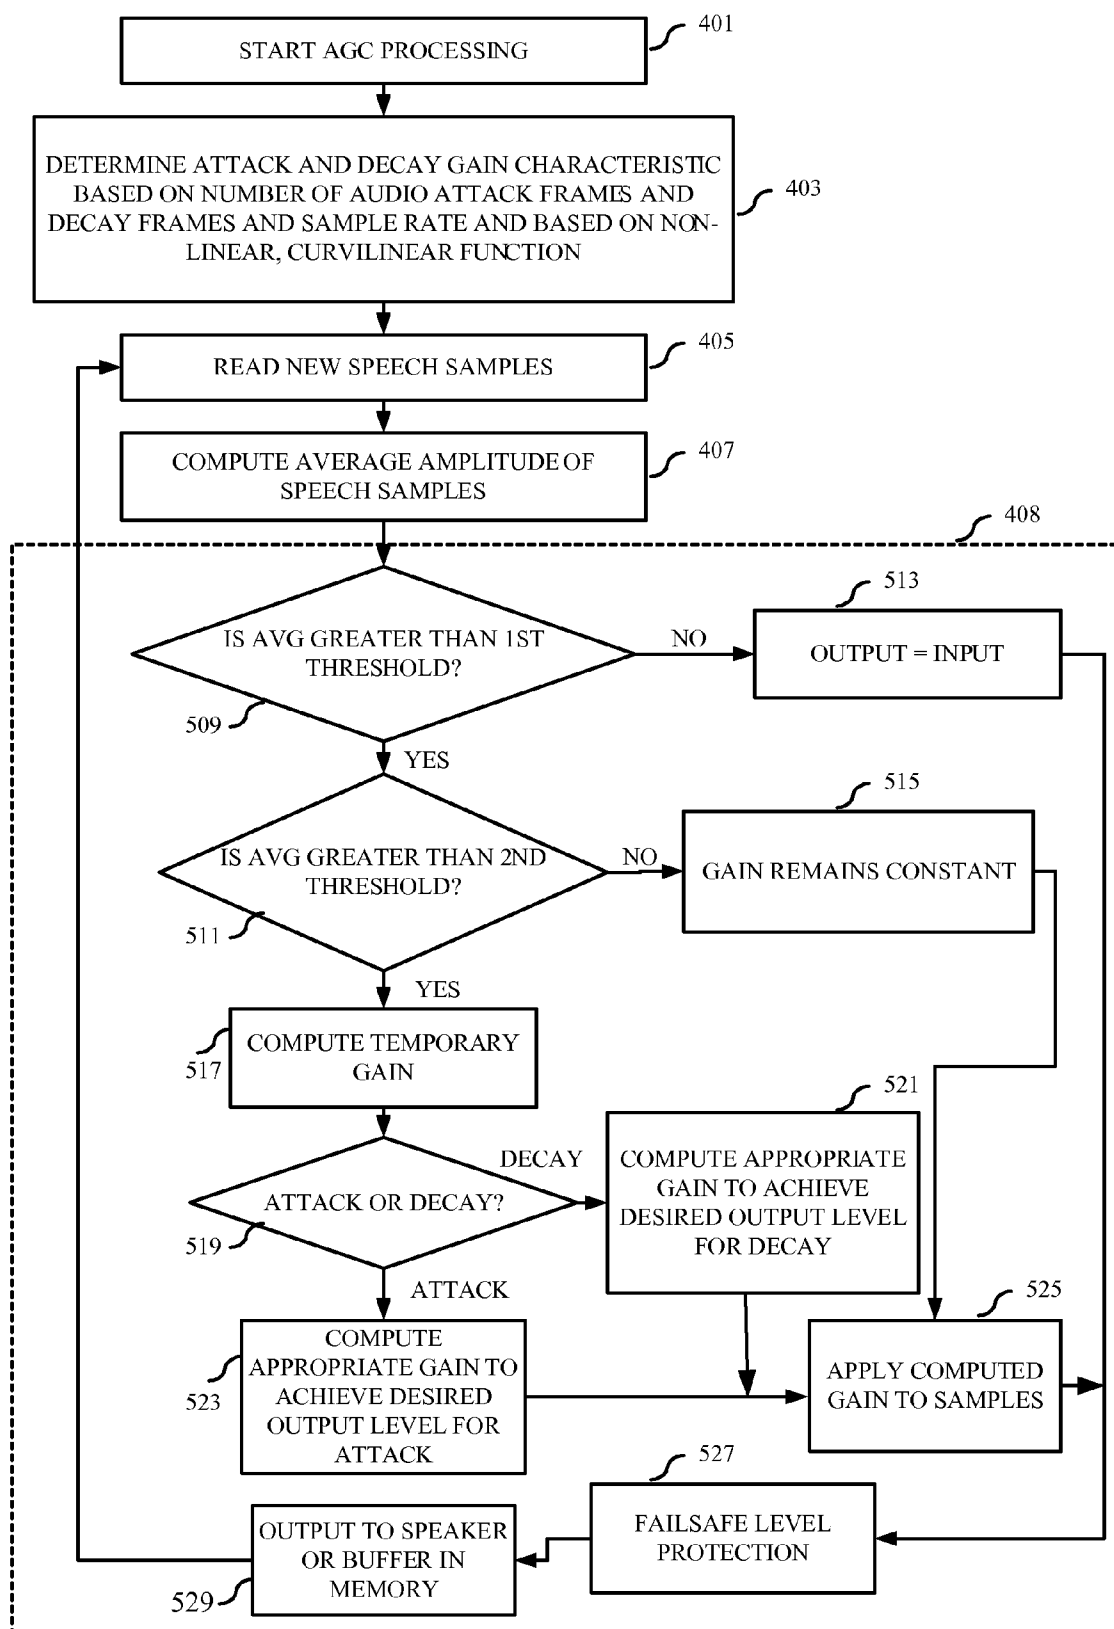 START AGC PROCESSING
401
DETERMINE ATTACK AND DECAY GAIN CHARACTERISTIC
BASED ON NUMBER OF AUDIO ATTACK FRAMES AND
DECAY FRAMES AND SAMPLE RATE AND BASED ON NON-
LINEAR, CURVILINEAR FUNCTION
403
READ NEW SPEECH SAMPLES
405
COMPUTE AVERAGE AMPLITUDE OF
SPEECH SAMPLES
407
408
IS AVG GREATER THAN 1ST
THRESHOLD?
509
NO
513
OUTPUT = INPUT
YES
IS AVG GREATER THAN 2ND
THRESHOLD?
511
NO
515
GAIN REMAINS CONSTANT
YES
COMPUTE TEMPORARY
GAIN
517
ATTACK OR DECAY?
519
DECAY
521
COMPUTE APPROPRIATE
GAIN TO ACHIEVE
DESIRED OUTPUT LEVEL
FOR DECAY
ATTACK
COMPUTE
APPROPRIATE GAIN TO
ACHIEVE DESIRED
OUTPUT LEVEL FOR
ATTACK
523
525
APPLY COMPUTED
GAIN TO SAMPLES
527
FAILSAFE LEVEL
PROTECTION
OUTPUT TO SPEAKER
OR BUFFER IN
MEMORY
529